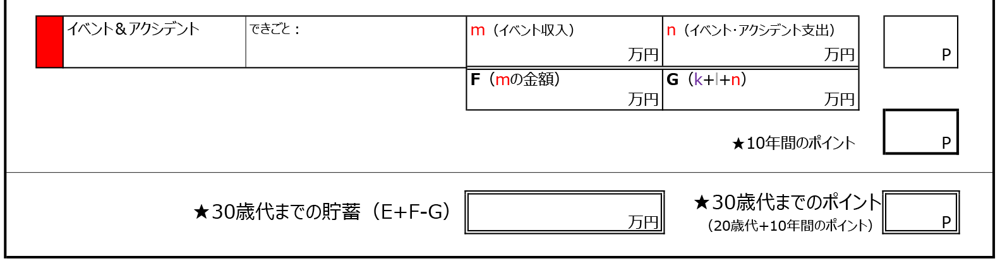 イベント＆アクシデント
できごと：
m（イベント収入）
万円
n（イベント・アクシデント支出）
万円
P
F（mの金額）
万円
G（k+l+n）
万円
★10年間のポイント
P
★30歳代までの貯蓄（E+F-G）
万円
★30歳代までのポイント
（20歳代+10年間のポイント）
P